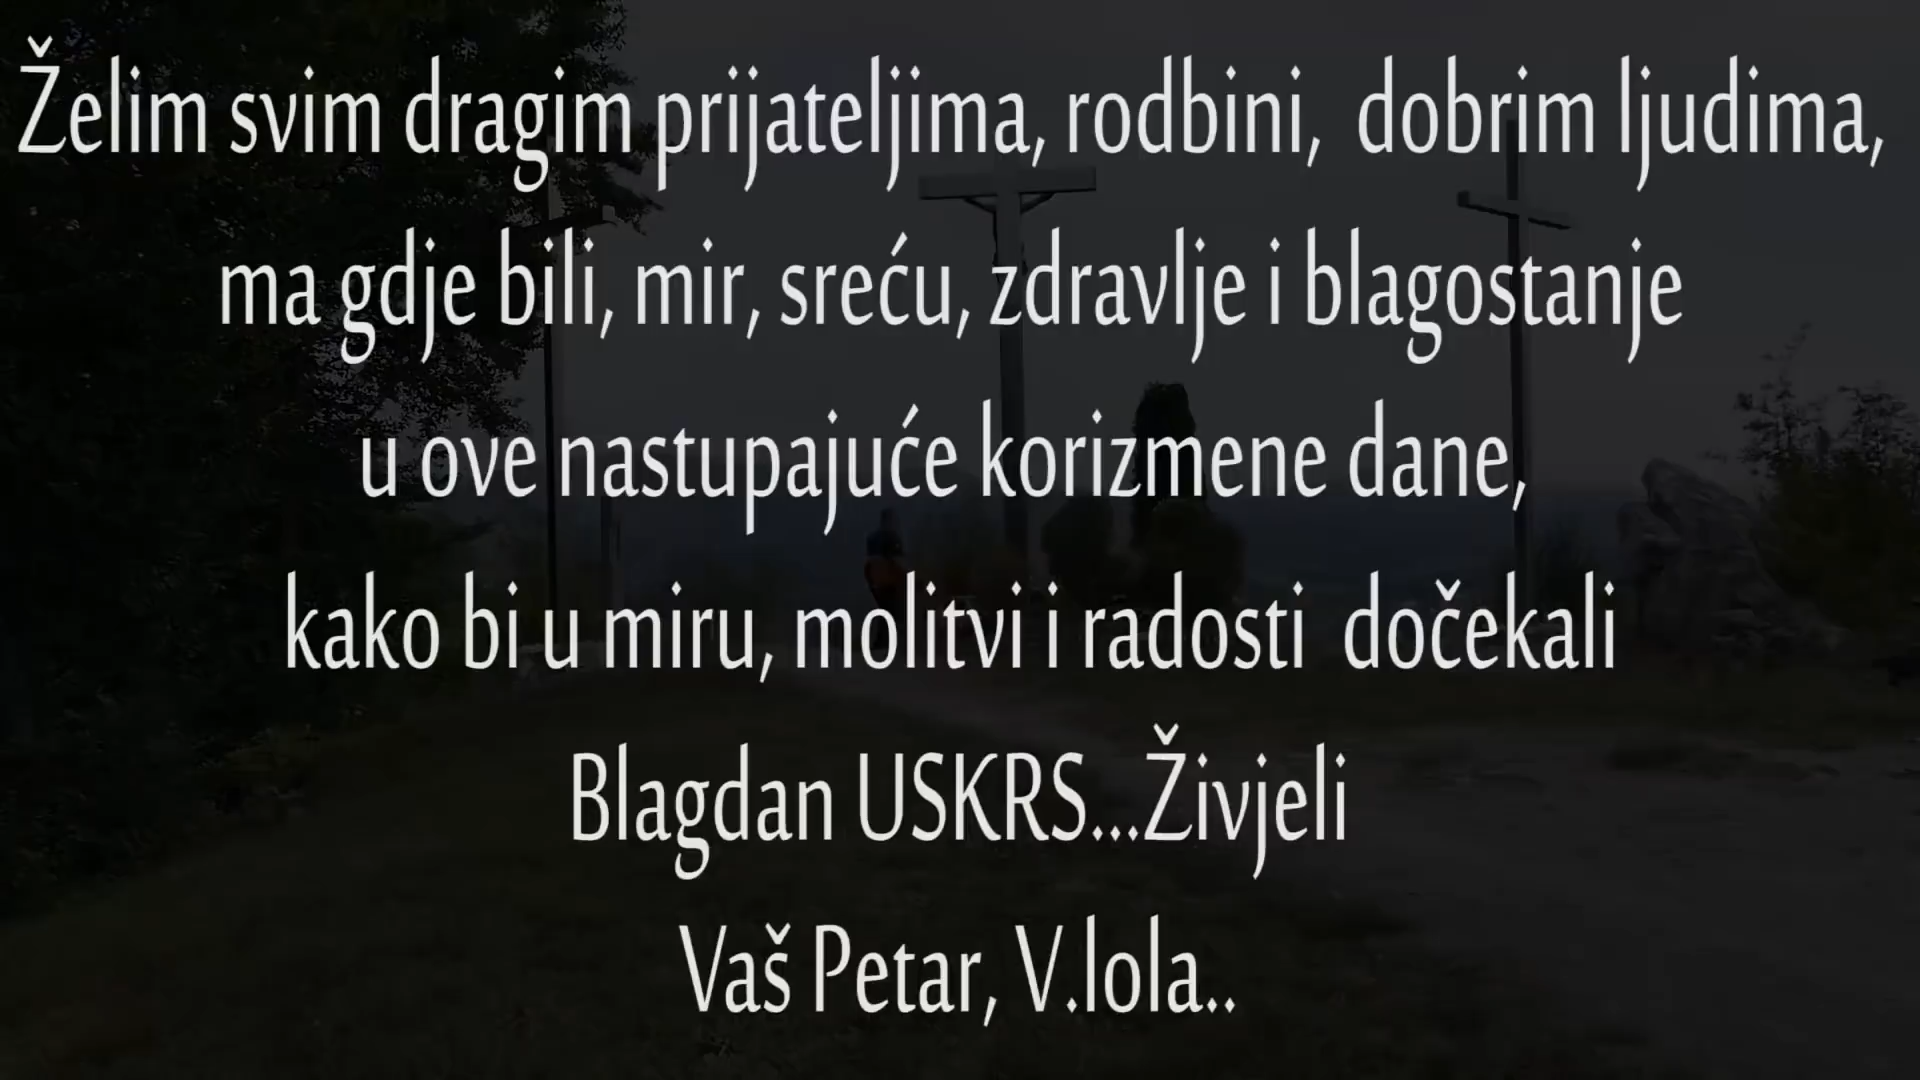 Želim svim dragim prijateljima, rodbini, dobrim ljudima,
ma gdje bili, mir, sreću, zdravlje i blagostanje
u ove nastupajuće korizmene dane,
kako bi u miru, molitvi i radosti dočekali
Blagdan USKRS...Živjeli
Vaš Petar, V.lola..